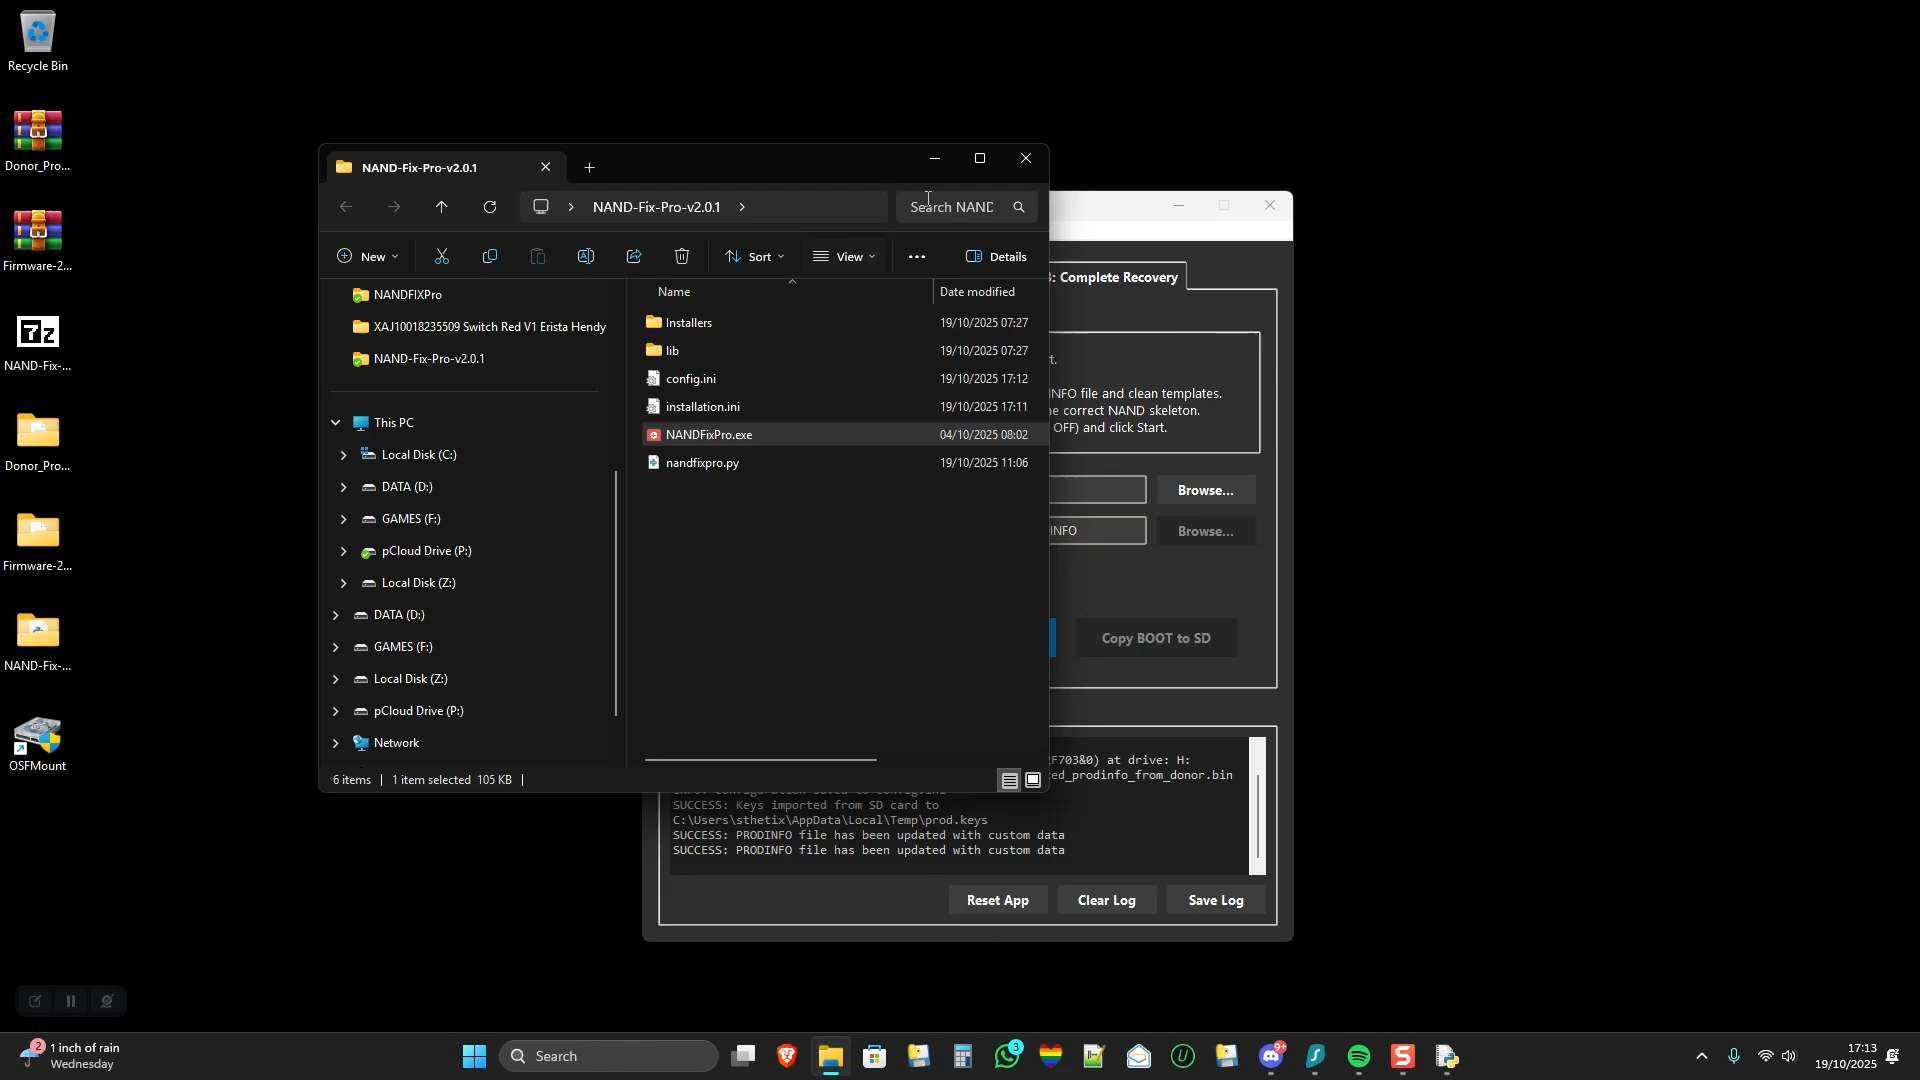 Recycle Bin
Donor_Pro...
Firmware-2...
7z
NAND-Fix-...
Donor_Pro...
Firmware-2...
NAND-Fix-...
OSFMount
NAND-Fix-Pro-v2.0.1
NAND-Fix-Pro-v2.0.1
Search NAND
New
Sort
View
Details
NANDFIXPro
XAJ10018235509 Switch Red V1 Erista Hendy
NAND-Fix-Pro-v2.0.1
This PC
Local Disk (C:)
DATA (D:)
GAMES (F:)
pCloud Drive (P:)
Local Disk (Z:)
DATA (D:)
GAMES (F:)
Local Disk (Z:)
pCloud Drive (P:)
Network
Name Date modified
Installers 19/10/2025 07:27
lib 19/10/2025 07:27
config.ini 19/10/2025 17:12
installation.ini 19/10/2025 17:11
NANDFixPro.exe 04/10/2025 08:02
nandfixpro.py 19/10/2025 11:06
6 items 1 item selected 105 KB
: Complete Recovery
t.
INFO file and clean templates.
e correct NAND skeleton.
OFF) and click Start.
Browse...
INFO Browse...
Copy BOOT to SD
F703&0) at drive: H:
ed_prodinfo_from_donor.bin
SUCCESS: Keys imported from SD card to
C:\Users\sthetix\AppData\Local\Temp\prod.keys
SUCCESS: PRODINFO file has been updated with custom data
SUCCESS: PRODINFO file has been updated with custom data
Reset App Clear Log Save Log
2
1 inch of rain
Wednesday
Search
3
9+
17:13
19/10/2025